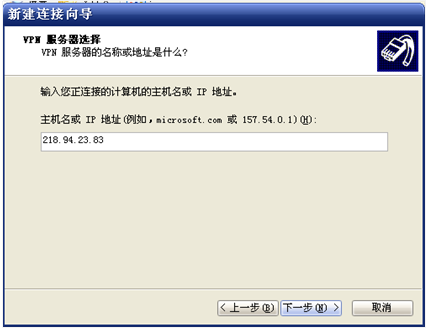 新建连接向导
VPN 服务器选择
VPN 服务器的名称或地址是什么?
输入您正连接的计算机的主机名或 IP 地址。
主机名或 IP 地址(例如,microsoft.com 或 157.54.0.1)(H):
218.94.23.83
< 上一步(B) 下一步(N) > 取消